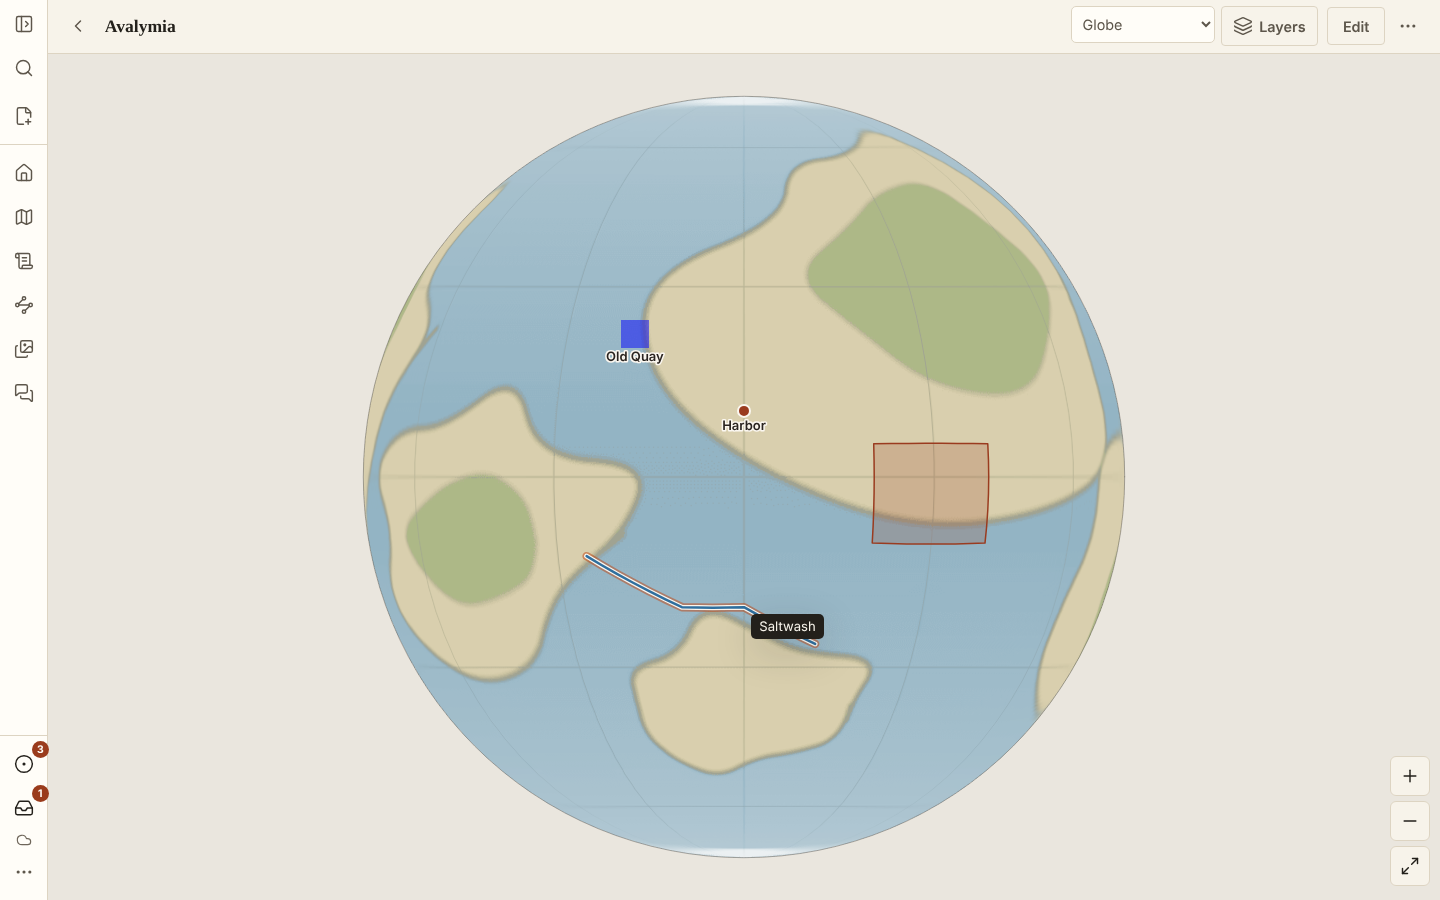 Avalymia
Globe
Layers
Edit
Old Quay
Harbor
Saltwash
3
1